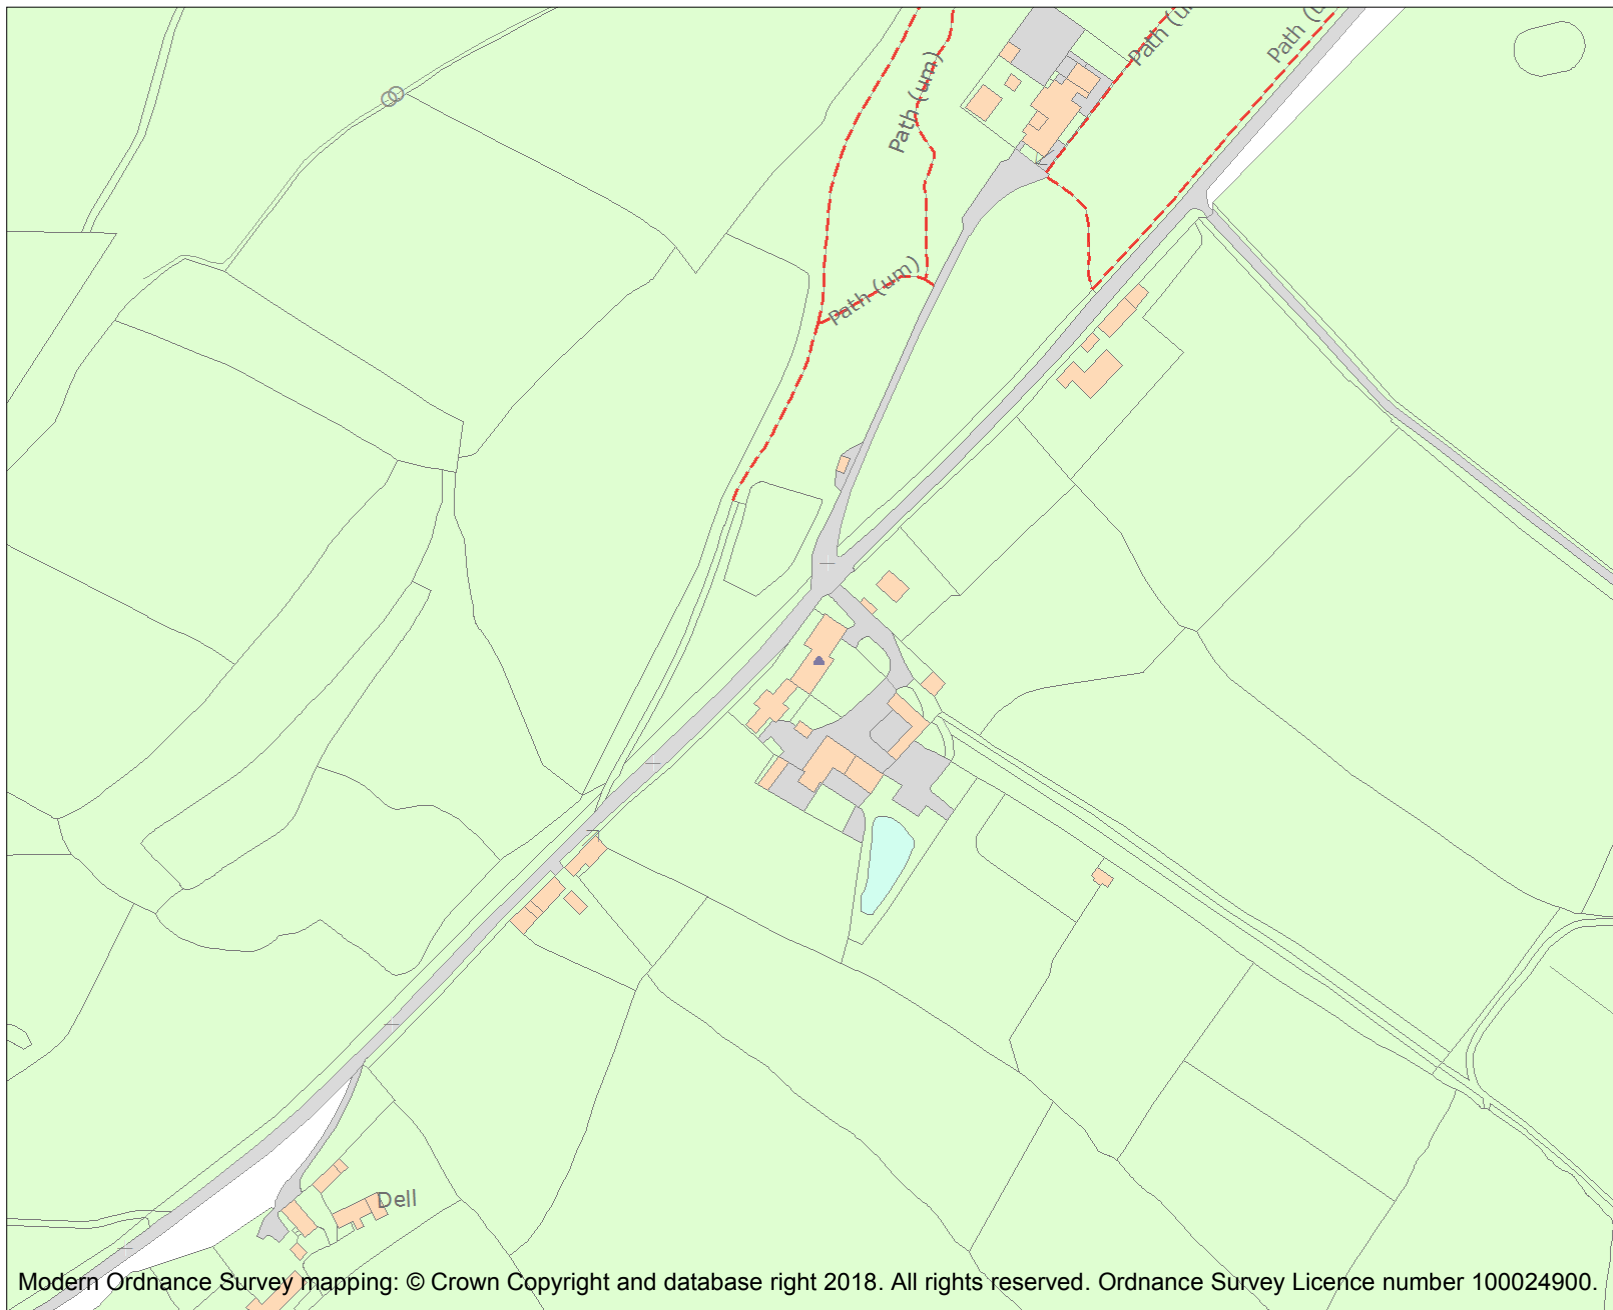 Path (um)
Path (u
Path (u
Path (um)
Dell
Modern Ordnance Survey mapping: © Crown Copyright and database right 2018. All rights reserved. Ordnance Survey Licence number 100024900.